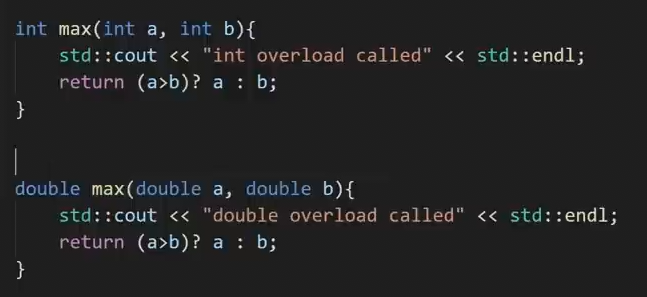 int max(int a, int b){
    std::cout << "int overload called" << std::endl;
    return (a>b)? a : b;
}
double max(double a, double b){
    std::cout << "double overload called" << std::endl;
    return (a>b)? a : b;
}